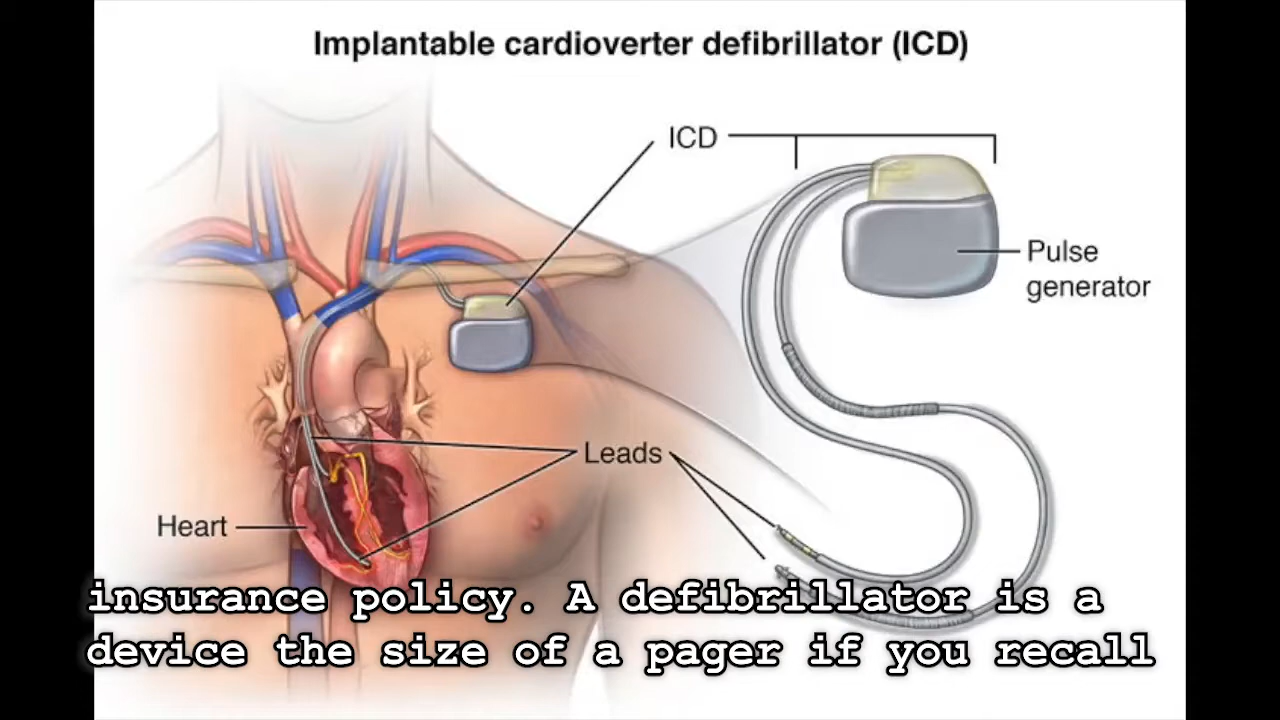 Implantable cardioverter defibrillator (ICD)
ICD
Pulse
generator
Leads
Heart
insurance policy. A defibrillator is a
device the size of a pager if you recall